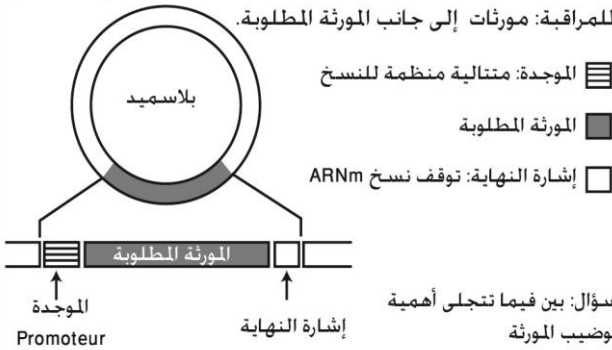 للمراقبة: مورثات إلى جانب المورثة المطلوبة.
الموجدة: متتالية منظمة للنسخ
المورثة المطلوبة
إشارة النهاية: توقف نسخ ARNm
بلاسميد
المورثة المطلوبة
الموجدة
Promoteur
إشارة النهاية
سؤال: بين فيما تتجلى أهمية
وضيب المورثة